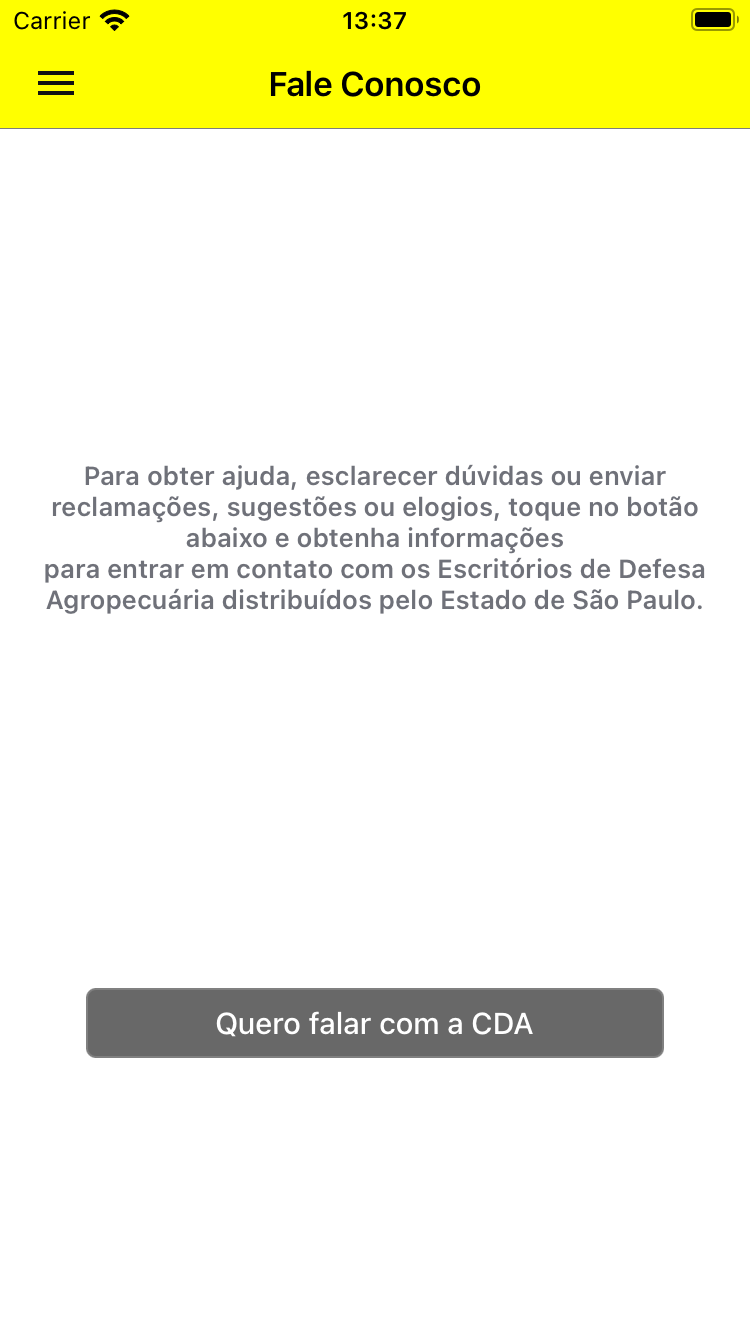 Carrier
13:37
Fale Conosco
Para obter ajuda, esclarecer dúvidas ou enviar
reclamações, sugestões ou elogios, toque no botão
abaixo e obtenha informações
para entrar em contato com os Escritórios de Defesa
Agropecuária distribuídos pelo Estado de São Paulo.
Quero falar com a CDA